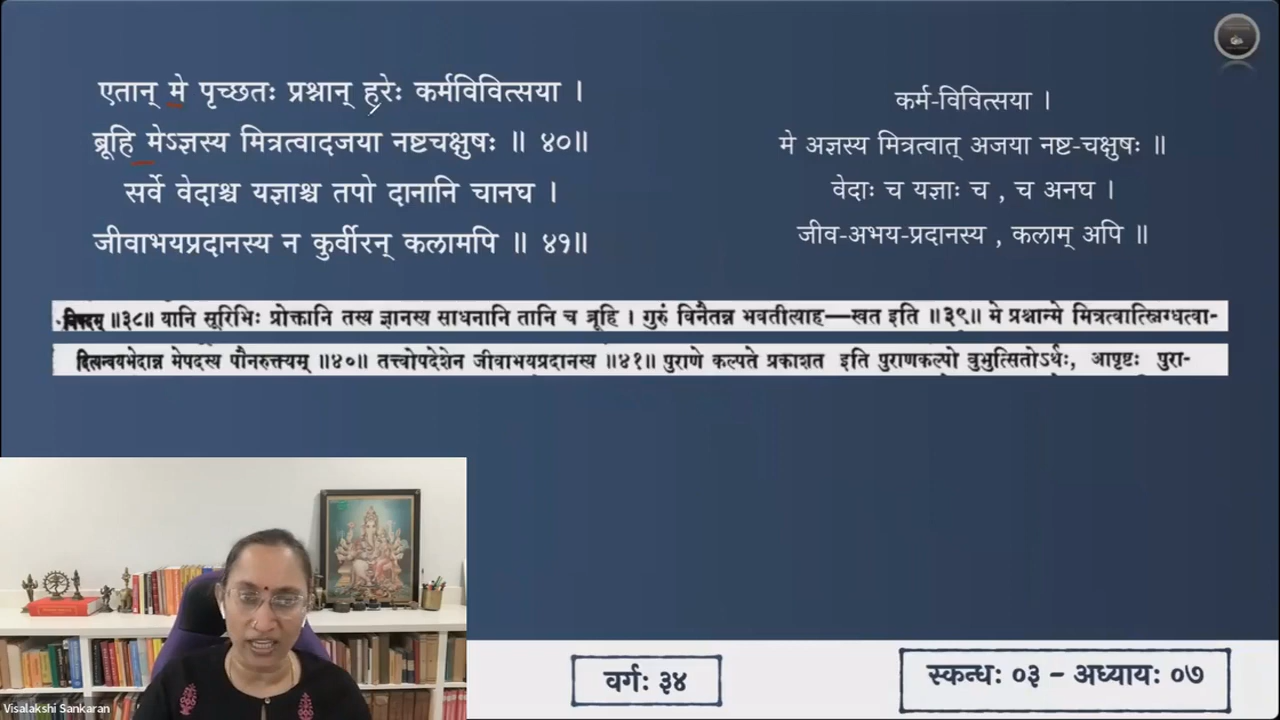 एतान् मे पृच्छतः प्रश्नान् हरेः कर्मविवित्सया ।
ब्रूहि मेऽज्ञस्य मित्रत्वादजया नष्टचक्षुषः ॥ ४०॥
सर्वे वेदाश्च यज्ञाश्च तपो दानानि चानघ ।
जीवाभयप्रदानस्य न कुर्वीरन् कलामपि ॥ ४१॥
कर्म-विवित्सया ।
मे अज्ञस्य मित्रत्वात् अजया नष्ट-चक्षुषः ॥
वेदाः च यज्ञाः च , च अनघ ।
जीव-अभय-प्रदानस्य , कलाम् अपि ॥
॥३८॥ यानि सूरिभिः प्रोक्तानि तस्य ज्ञानस्य साधनानि तानि च ब्रूहि । गुरुं विनैतन्न भवतीत्याह—स्वत इति ॥३९॥ मे प्रश्नान्मे मित्रत्वात्स्निग्धत्वा-
दित्यन्वयभेदान्न मेपदस्य पौनरुक्त्यम् ॥४०॥ तत्त्वोपदेशेन जीवाभयप्रदानस्य ॥४१॥ पुराणे कल्पते प्रकाशत इति पुराणकल्पो बुभुत्सितोऽर्थः, आपृष्टः पुरा-
Visalakshi Sankaran
वर्गः ३४
स्कन्धः ०३ - अध्यायः ०७